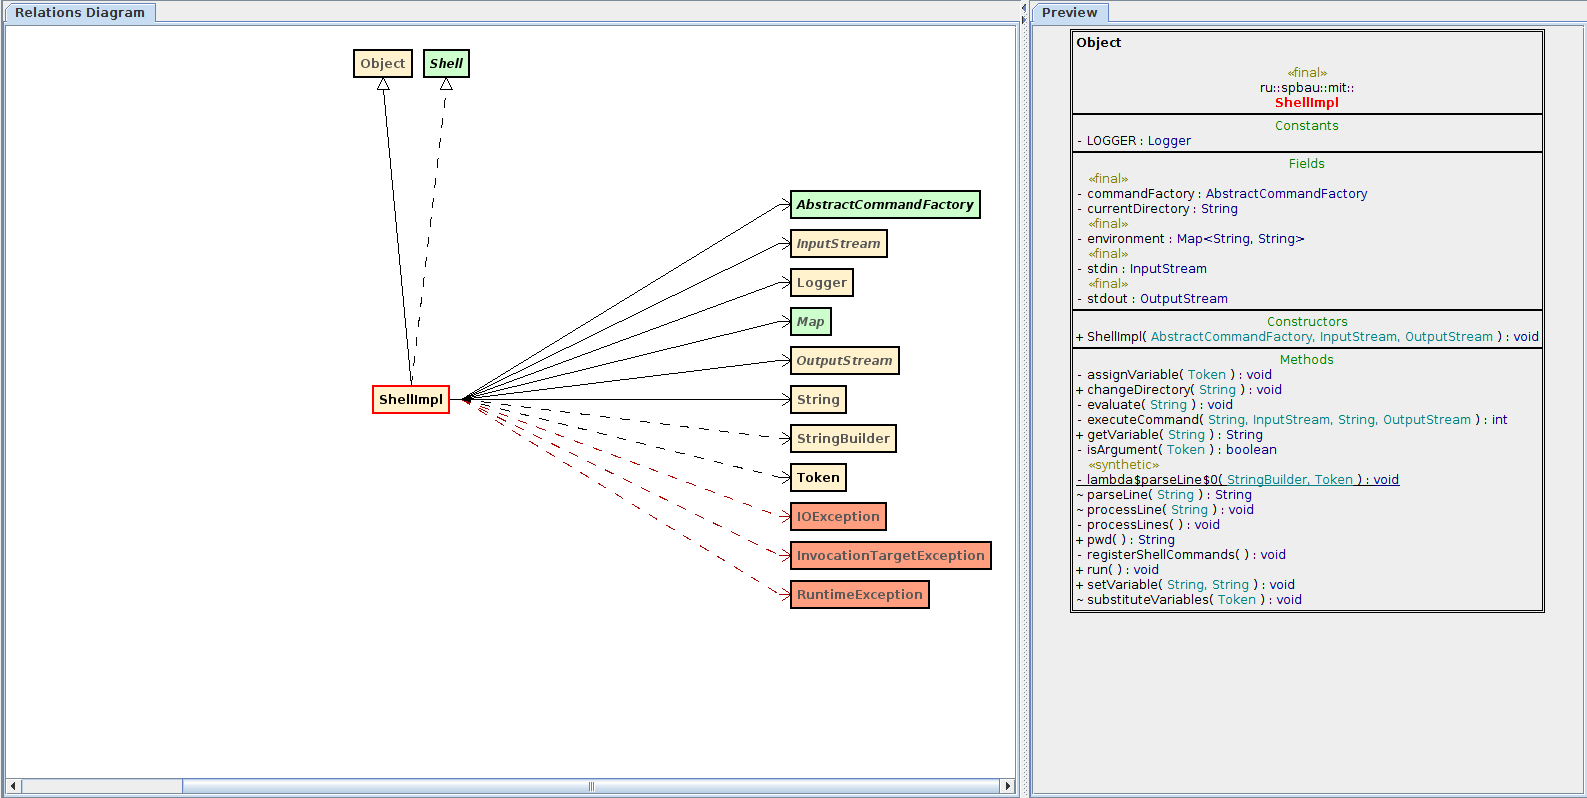 Relations Diagram
Object
Shell
AbstractCommandFactory
InputStream
Logger
Map
OutputStream
ShellImpl
String
StringBuilder
Token
IOException
InvocationTargetException
RuntimeException
Preview
Object
«final»
ru::spbau::mit::
ShellImpl
Constants
- LOGGER : Logger
Fields
«final»
- commandFactory : AbstractCommandFactory
- currentDirectory : String
«final»
- environment : Map<String, String>
«final»
- stdin : InputStream
«final»
- stdout : OutputStream
Constructors
+ ShellImpl( AbstractCommandFactory, InputStream, OutputStream ) : void
Methods
- assignVariable( Token ) : void
+ changeDirectory( String ) : void
- evaluate( String ) : void
- executeCommand( String, InputStream, String, OutputStream ) : int
+ getVariable( String ) : String
- isArgument( Token ) : boolean
«synthetic»
- lambda$parseLine$0( StringBuilder, Token ) : void
~ parseLine( String ) : String
~ processLine( String ) : void
- processLines( ) : void
+ pwd( ) : String
- registerShellCommands( ) : void
+ run( ) : void
+ setVariable( String, String ) : void
~ substituteVariables( Token ) : void